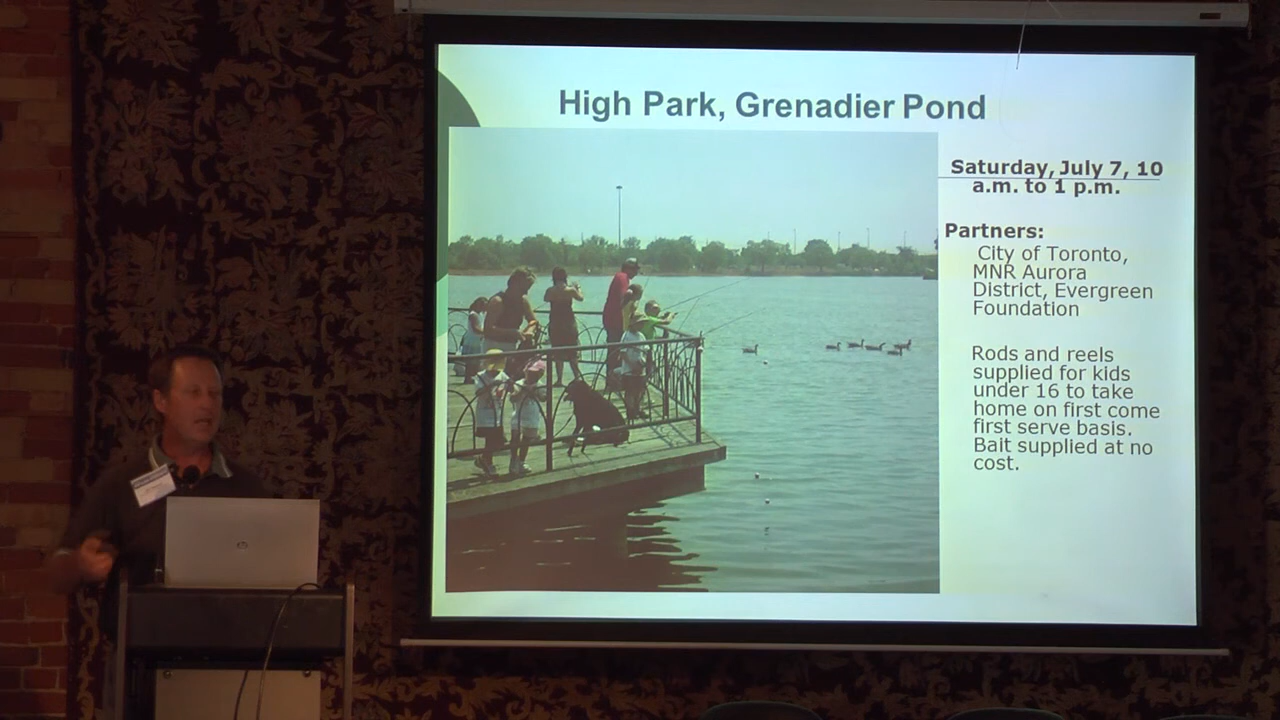 High Park, Grenadier Pond
Saturday, July 7, 10
a.m. to 1 p.m.
Partners:
City of Toronto,
MNR Aurora
District, Evergreen
Foundation
Rods and reels
supplied for kids
under 16 to take
home on first come
first serve basis.
Bait supplied at no
cost.